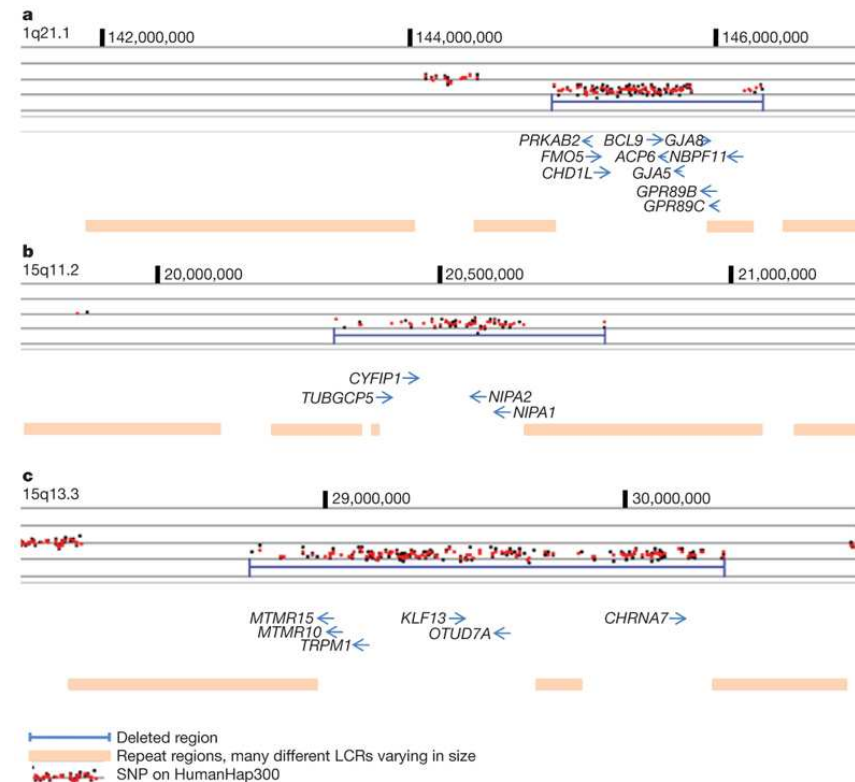 a
1q21.1
142,000,000 144,000,000 146,000,000
PRKAB2 BCL9 GJA8
FMO5 ACP6 NBPF11
CHD1L GJA5
GPR89B
GPR89C
b
15q11.2
20,000,000 20,500,000 21,000,000
CYFIP1
TUBGCP5 NIPA2
NIPA1
c
15q13.3
29,000,000 30,000,000
MTMR15 KLF13 CHRNA7
MTMR10 OTUD7A
TRPM1
Deleted region
Repeat regions, many different LCRs varying in size
SNP on HumanHap300